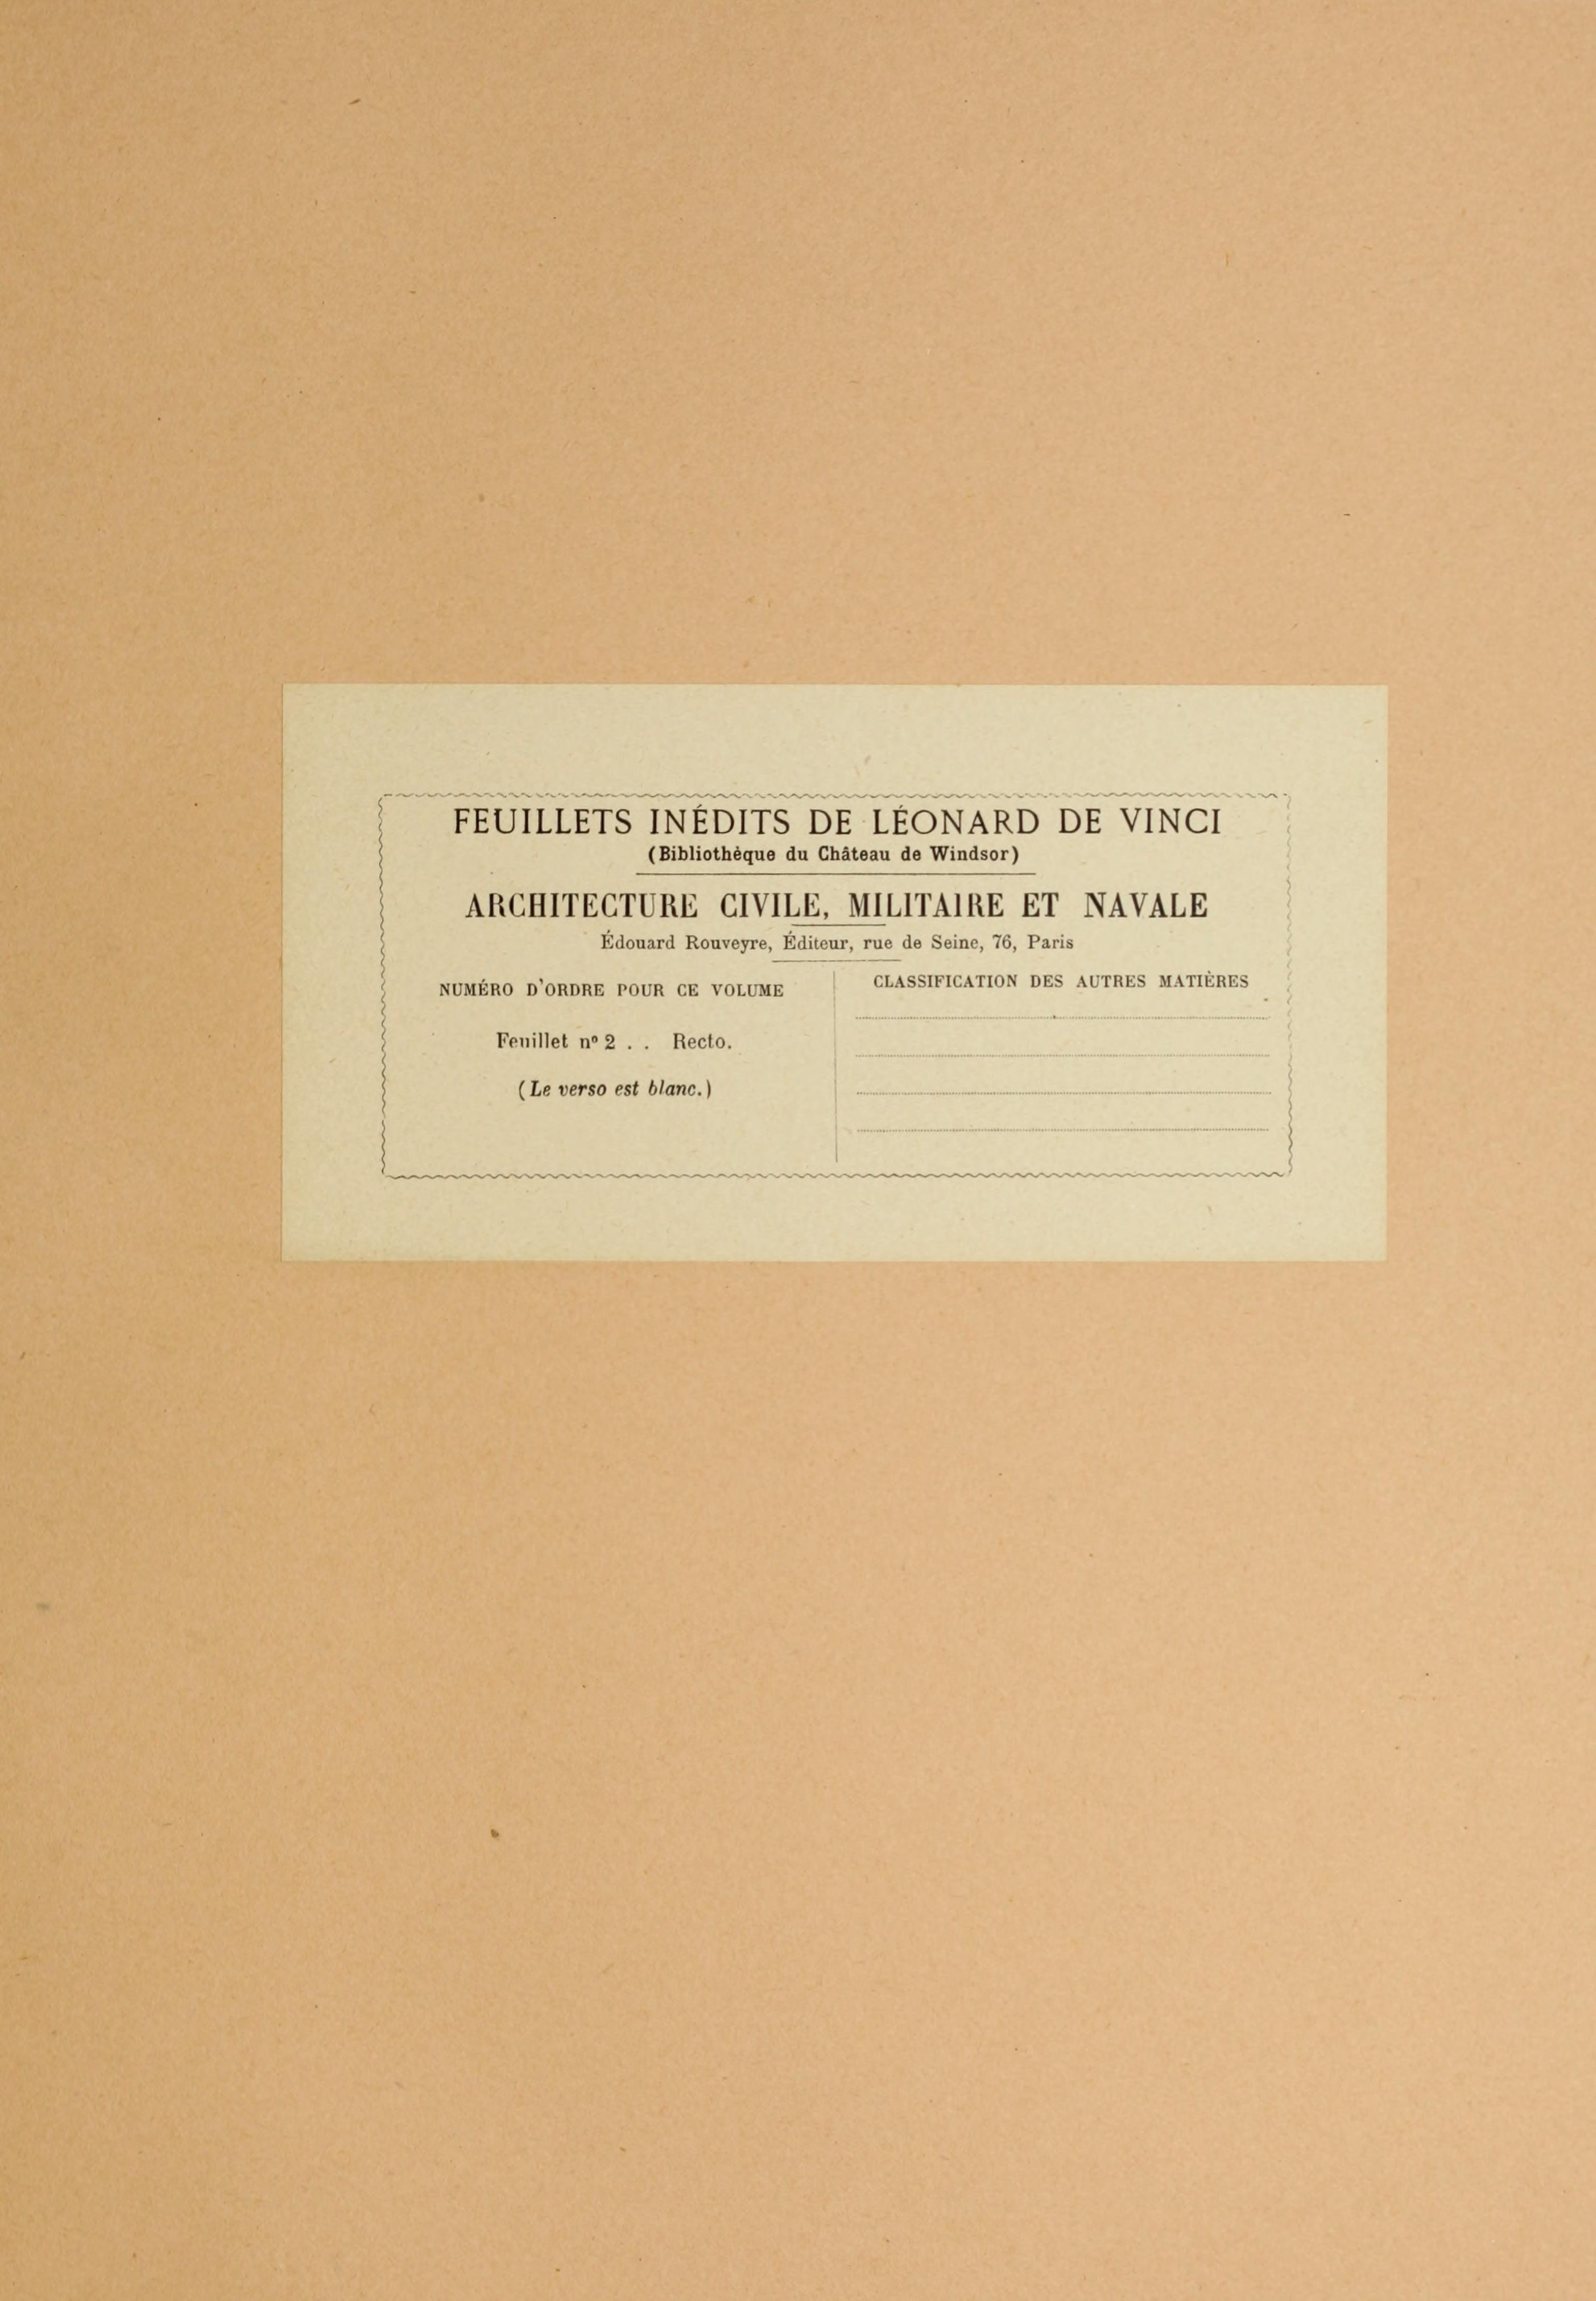 FEUILLETS INÉDITS DE LÉONARD DE VINCI
(Bibliothèque du Château de Windsor)
ARCHITECTURE CIVILE, MILITAIRE ET NAVALE
Édouard Rouveyre, Éditeur, rue de Seine, 76, Paris
NUMÉRO D'ORDRE POUR CE VOLUME
Feuillet nº 2 . . Recto.
(Le verso est blanc.)
CLASSIFICATION DES AUTRES MATIÈRES